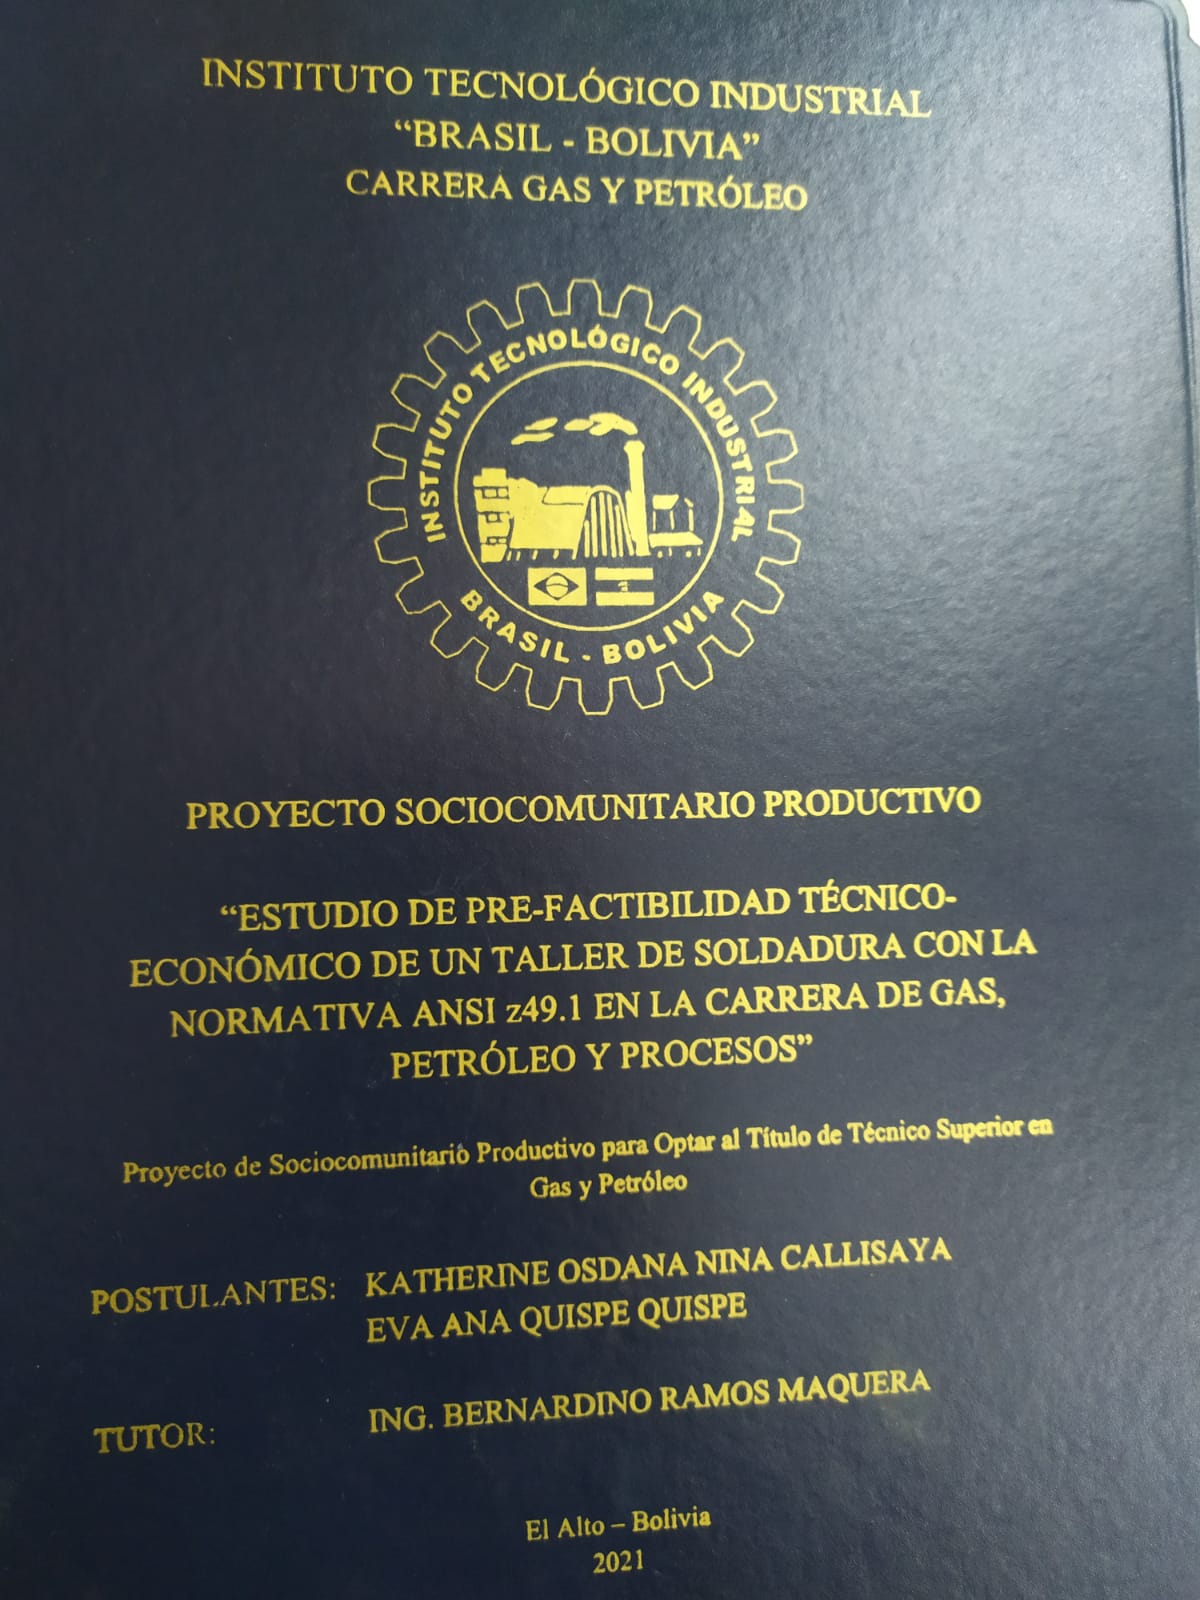 INSTITUTO TECNOLÓGICO INDUSTRIAL
“BRASIL - BOLIVIA”
CARRERA GAS Y PETRÓLEO
INSTITUTO TECNOLÓGICO INDUSTRIAL
BRASIL - BOLIVIA
PROYECTO SOCIOCOMUNITARIO PRODUCTIVO
“ESTUDIO DE PRE-FACTIBILIDAD TÉCNICO-
ECONÓMICO DE UN TALLER DE SOLDADURA CON LA
NORMATIVA ANSI z49.1 EN LA CARRERA DE GAS,
PETRÓLEO Y PROCESOS”
Proyecto de Sociocomunitario Productivo para Optar al Título de Técnico Superior en
Gas y Petróleo
POSTULANTES: KATHERINE OSDANA NINA CALLISAYA
EVA ANA QUISPE QUISPE
TUTOR: ING. BERNARDINO RAMOS MAQUERA
El Alto – Bolivia
2021